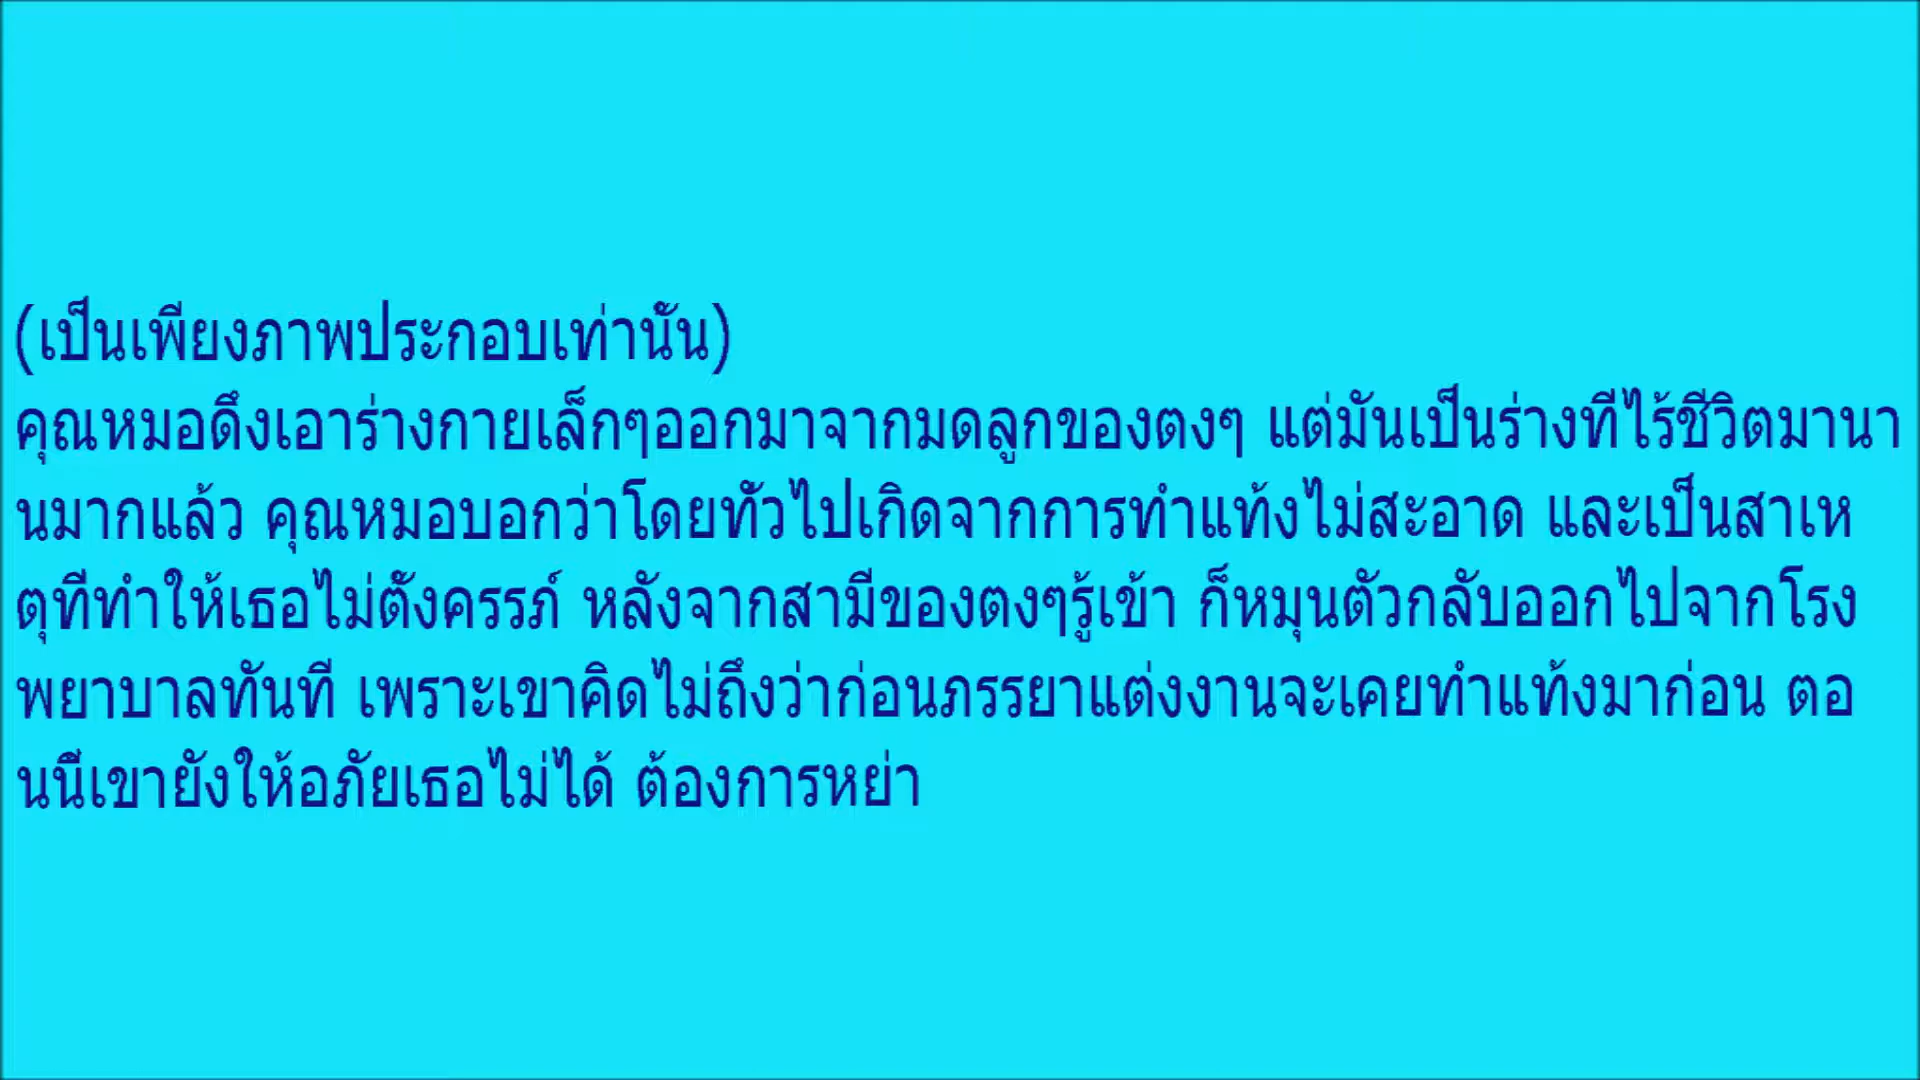 (เป็นเพียงภาพประกอบเท่านั้น)
คุณหมอดึงเอาร่างกายเล็กๆออกมาจากมดลูกของตงๆ แต่มันเป็นร่างที่ไร้ชีวิตมานา
นมากแล้ว คุณหมอบอกว่าโดยทั่วไปเกิดจากการทำแท้งไม่สะอาด และเป็นสาเห
ตุที่ทำให้เธอไม่ตั้งครรภ์ หลังจากสามีของตงๆรู้เข้า ก็หมุนตัวกลับออกไปจากโรง
พยาบาลทันที เพราะเขาคิดไม่ถึงว่าก่อนภรรยาแต่งงานจะเคยทำแท้งมาก่อน ตอ
นนี้เขายังให้อภัยเธอไม่ได้ ต้องการหย่า